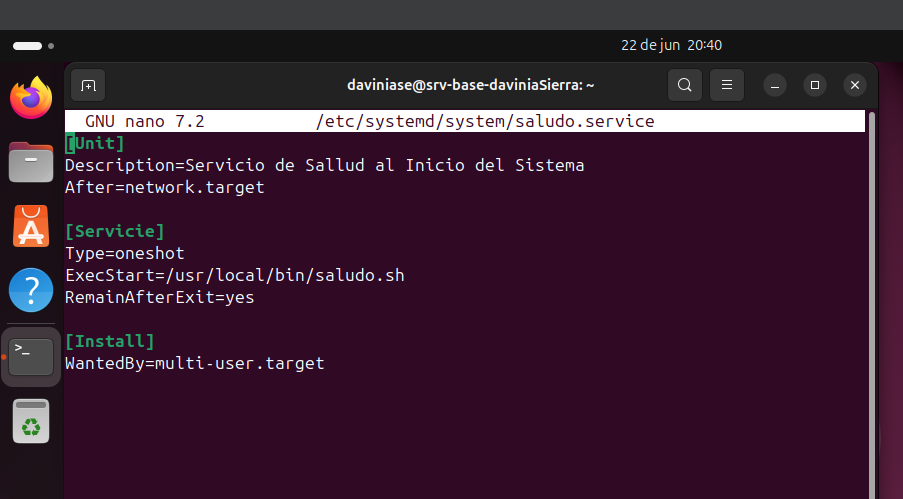 22 de jun 20:40
daviniase@srv-base-daviniaSierra: ~
GNU nano 7.2 /etc/systemd/system/saludo.service
[Unit]
Description=Servicio de Sallud al Inicio del Sistema
After=network.target
[Servicie]
Type=oneshot
ExecStart=/usr/local/bin/saludo.sh
RemainAfterExit=yes
[Install]
WantedBy=multi-user.target